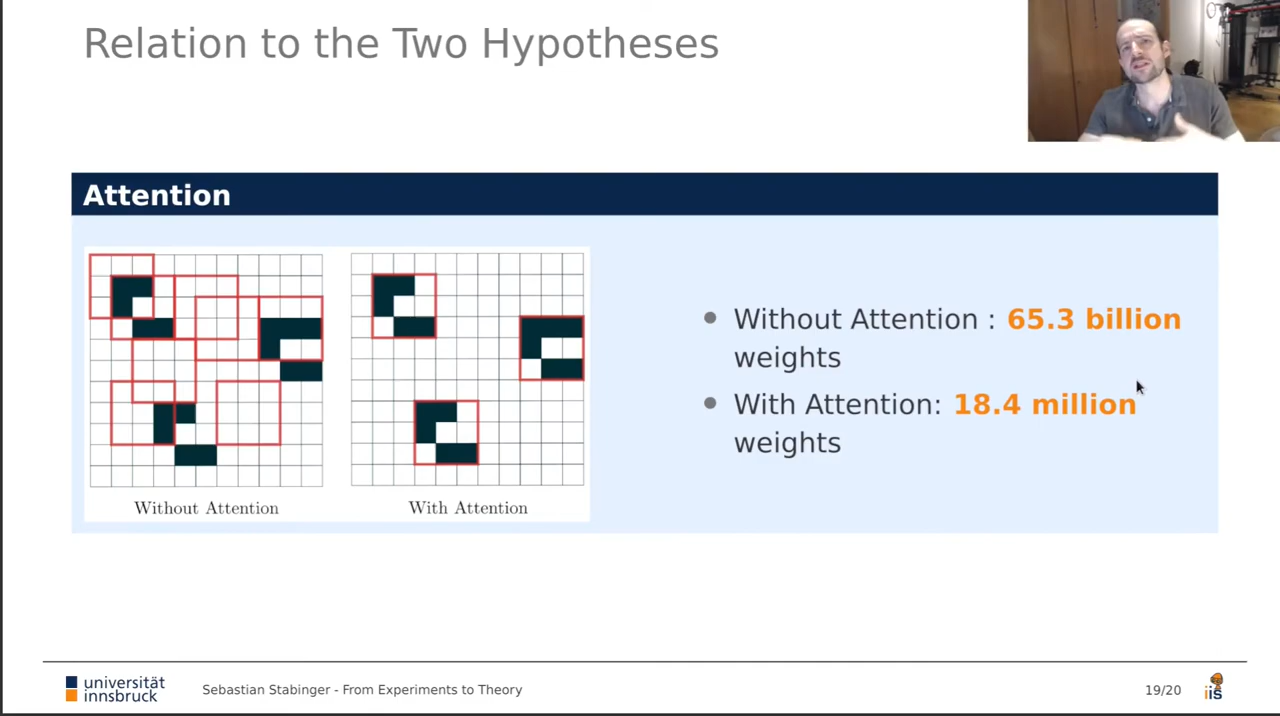 Relation to the Two Hypotheses
Attention
Without Attention : 65.3 billion
weights
With Attention: 18.4 million
weights
Without Attention
With Attention
universität
innsbruck
Sebastian Stabinger - From Experiments to Theory
19/20
iis